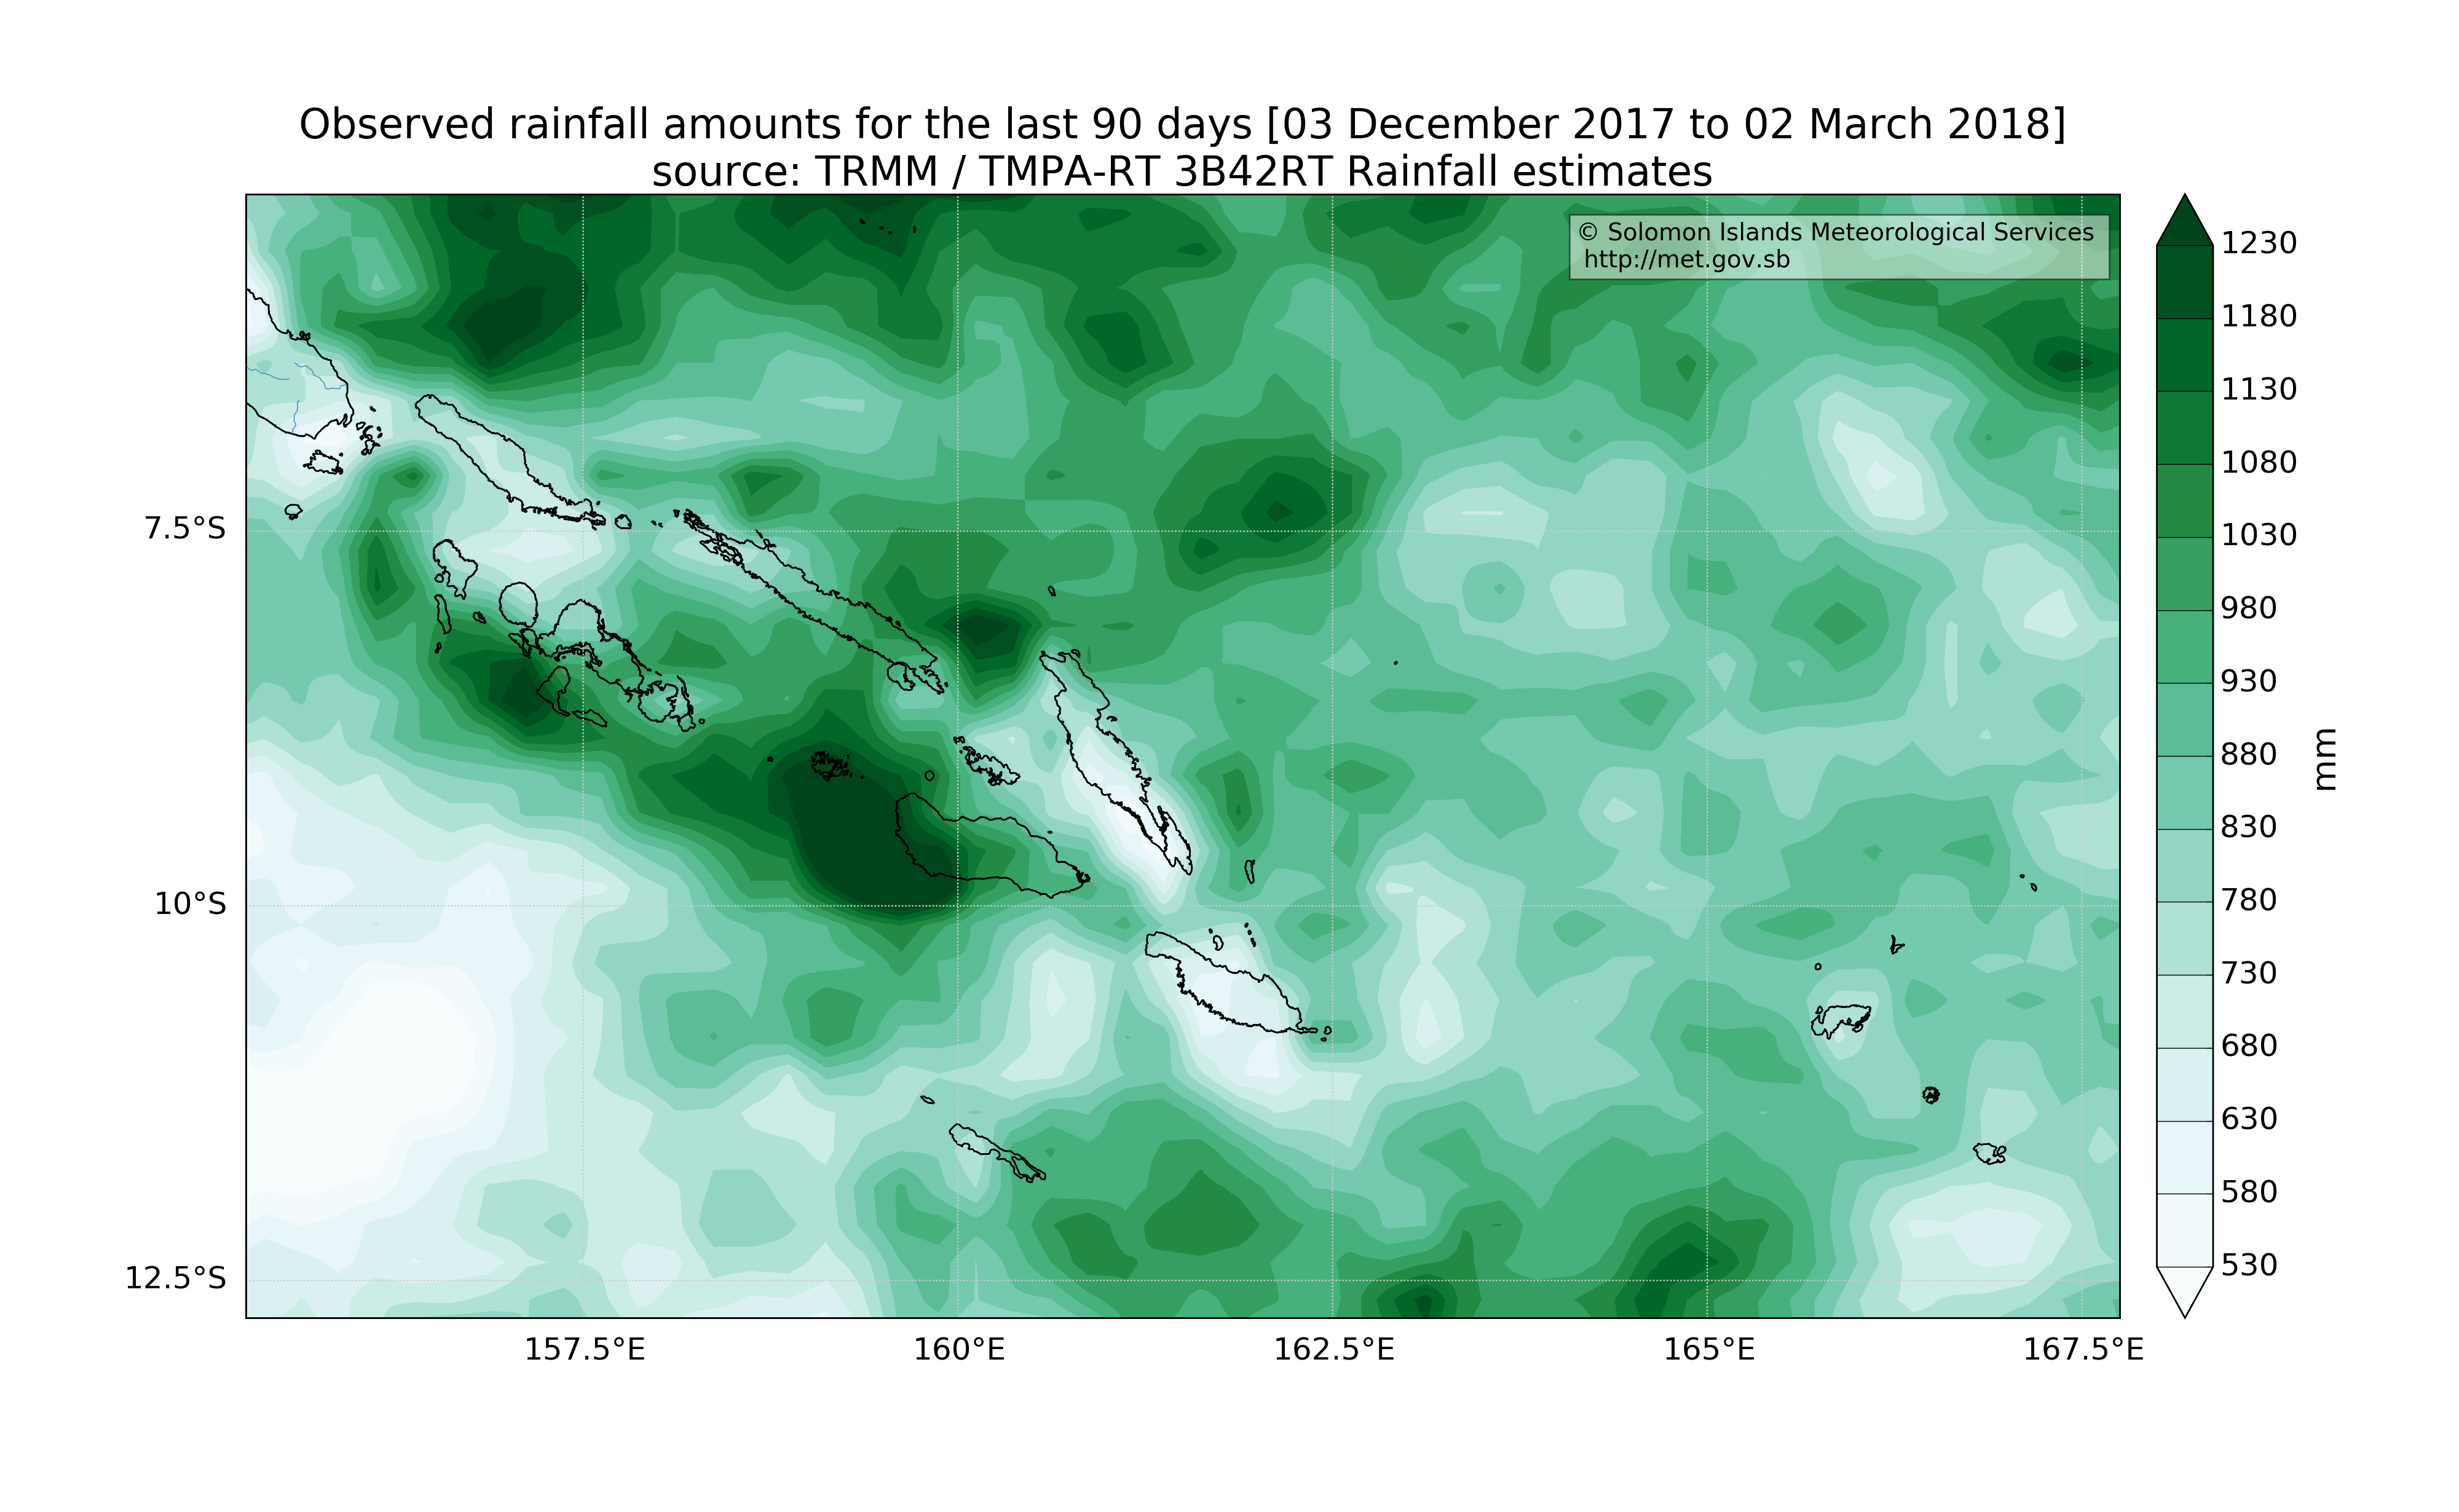 Observed rainfall amounts for the last 90 days [03 December 2017 to 02 March 2018]
source: TRMM / TMPA-RT 3B42RT Rainfall estimates
© Solomon Islands Meteorological Services
http://met.gov.sb
7.5°S
10°S
12.5°S
157.5°E
160°E
162.5°E
165°E
167.5°E
1230
1180
1130
1080
1030
980
930
880
830
780
730
680
630
580
530
mm